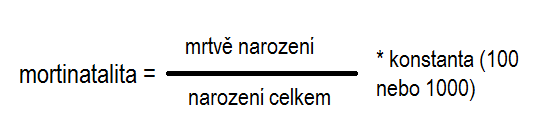 mrtvě narození
mortinatalita =
narození celkem
* konstanta (100
nebo 1000)